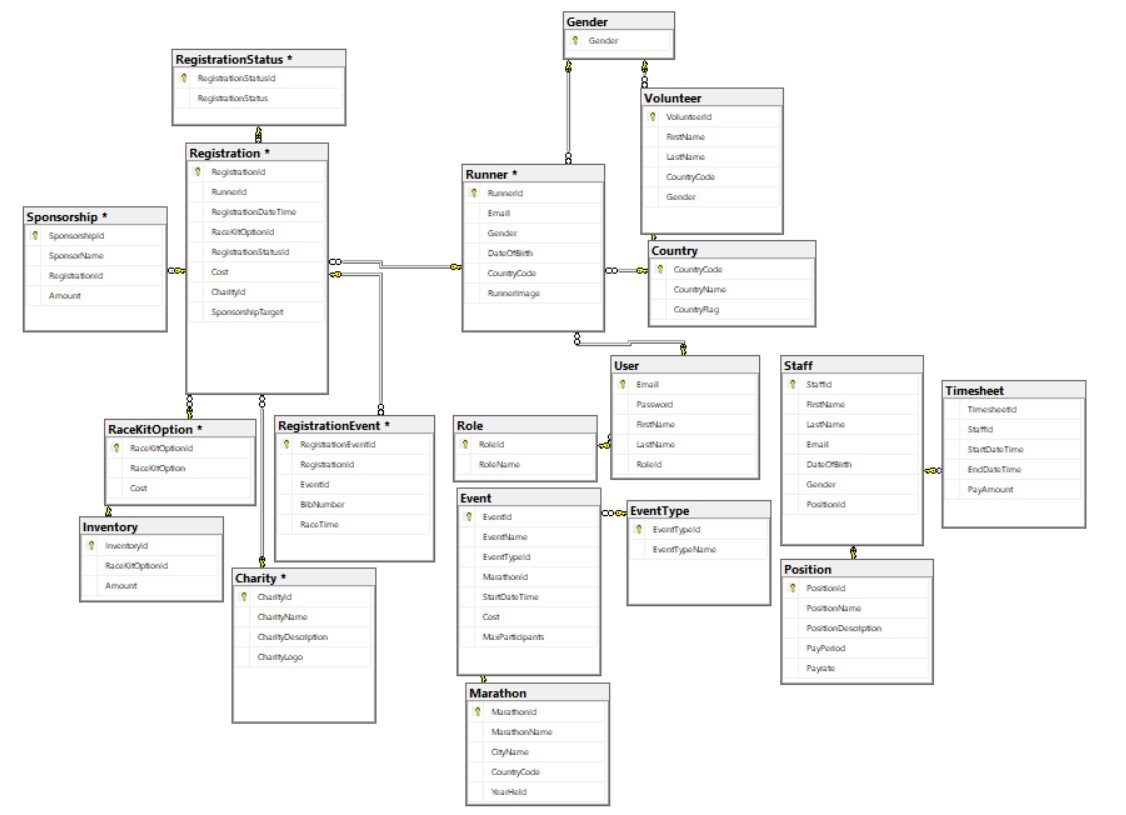 Gender
Gender
RegistrationStatus *
RegistrationStatusId
RegistrationStatus
Volunteer
VolunteerId
FirstName
LastName
CountryCode
Gender
Registration *
RegistrationId
RunnerId
RegistrationDateTime
RaceKitOptionId
RegistrationStatusId
Cost
CharityId
SponsorshipTarget
Runner *
RunnerId
Email
Gender
DateOfBirth
CountryCode
RunnerImage
Sponsorship *
SponsorshipId
SponsorName
RegistrationId
Amount
Country
CountryCode
CountryName
CountryFlag
User
Email
Password
FirstName
LastName
RoleId
Staff
StaffId
FirstName
LastName
Email
DateOfBirth
Gender
PositionId
Timesheet
TimesheetId
StaffId
StartDateTime
EndDateTime
PayAmount
RaceKitOption *
RaceKitOptionId
RaceKitOption
Cost
RegistrationEvent *
RegistrationEventId
RegistrationId
EventId
BibNumber
RaceTime
Role
RoleId
RoleName
Event
EventId
EventName
EventTypeId
MarathonId
StartDateTime
Cost
MaxParticipants
EventType
EventTypeId
EventTypeName
Inventory
InventoryId
RaceKitOptionId
Amount
Charity *
CharityId
CharityName
CharityDescription
CharityLogo
Position
PositionId
PositionName
PositionDescription
PayPeriod
Payrate
Marathon
MarathonId
MarathonName
CityName
CountryCode
YearHeld